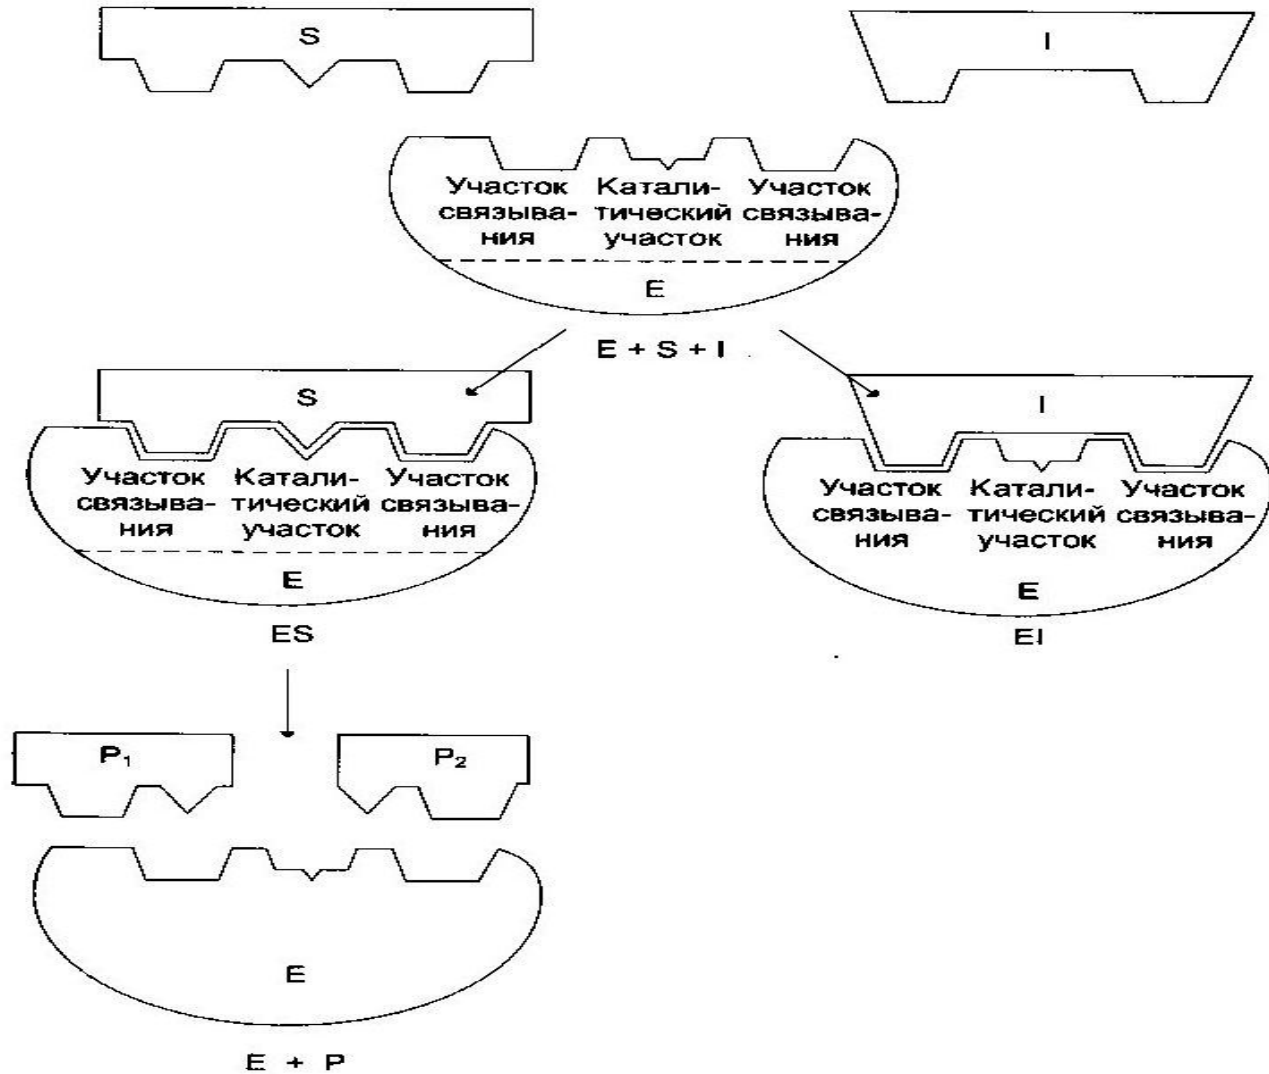 S
I
Участок Катали- Участок
связыва- тический связыва-
ния участок ния
E
E + S + I
S
I
Участок Катали- Участок
связыва- тический связыва-
ния участок ния
E
ES
Участок Катали- Участок
связыва- тический связыва-
ния участок ния
E
EI
P₁
P₂
E
E + P